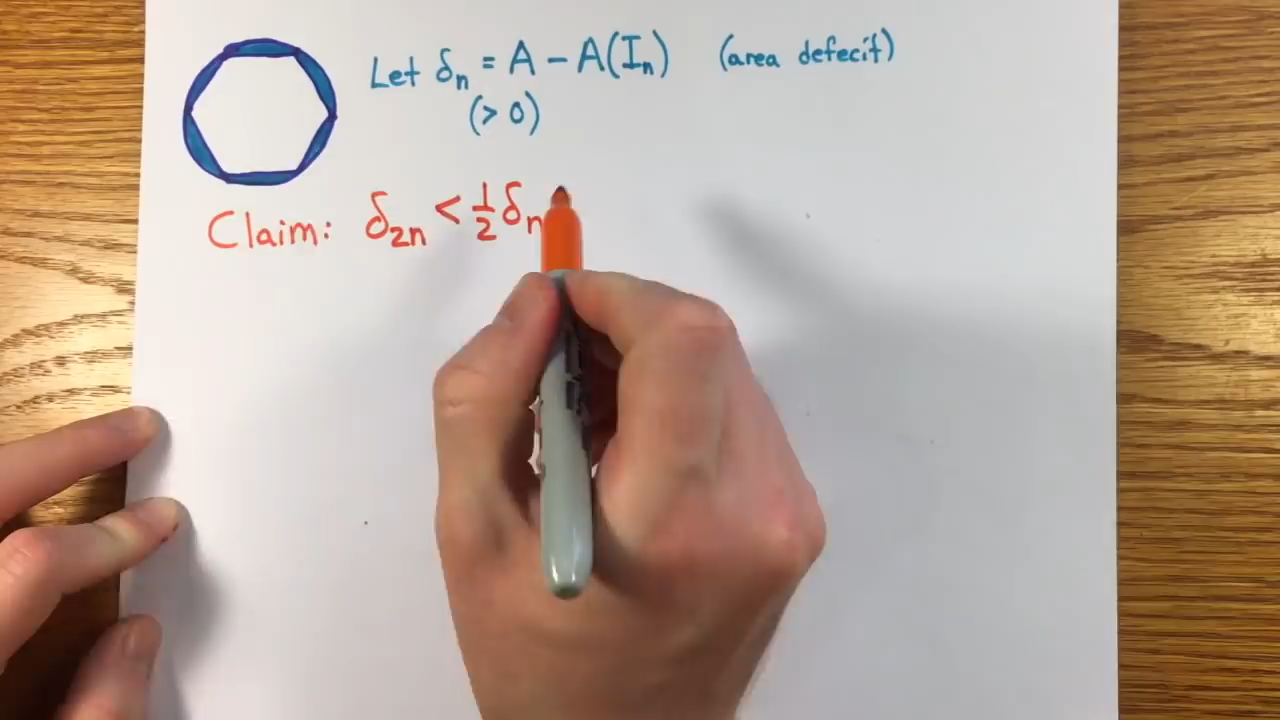 Let δₙ = A − A(Iₙ) (area defecit)
(> 0)
Claim: δ₂ₙ < ½ δₙ